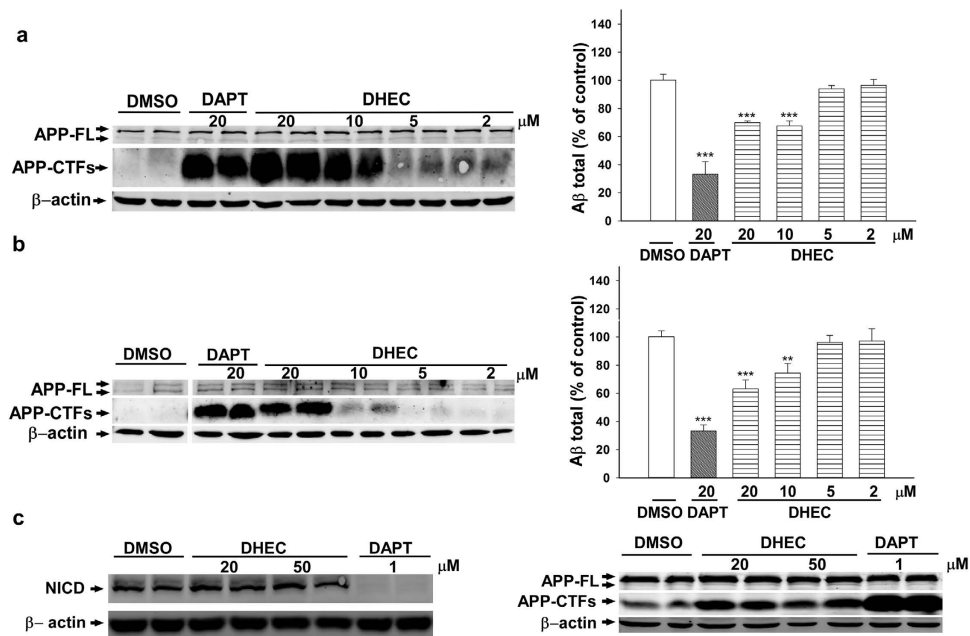 a
DMSO DAPT DHEC
20 20 10 5 2 μM
APP-FL
APP-CTFs
β–actin
Aβ total (% of control)
140
120
100
80
60
40
20
0
*** *** ***
20 20 10 5 2 μM
DMSO DAPT DHEC
b
DMSO DAPT DHEC
20 20 10 5 2 μM
APP-FL
APP-CTFs
β–actin
Aβ total (% of control)
140
120
100
80
60
40
20
0
*** *** **
20 20 10 5 2 μM
DMSO DAPT DHEC
c
DMSO DHEC DAPT
20 50 1 μM
NICD
β– actin
DMSO DHEC DAPT
20 50 1 μM
APP-FL
APP-CTFs
β–actin